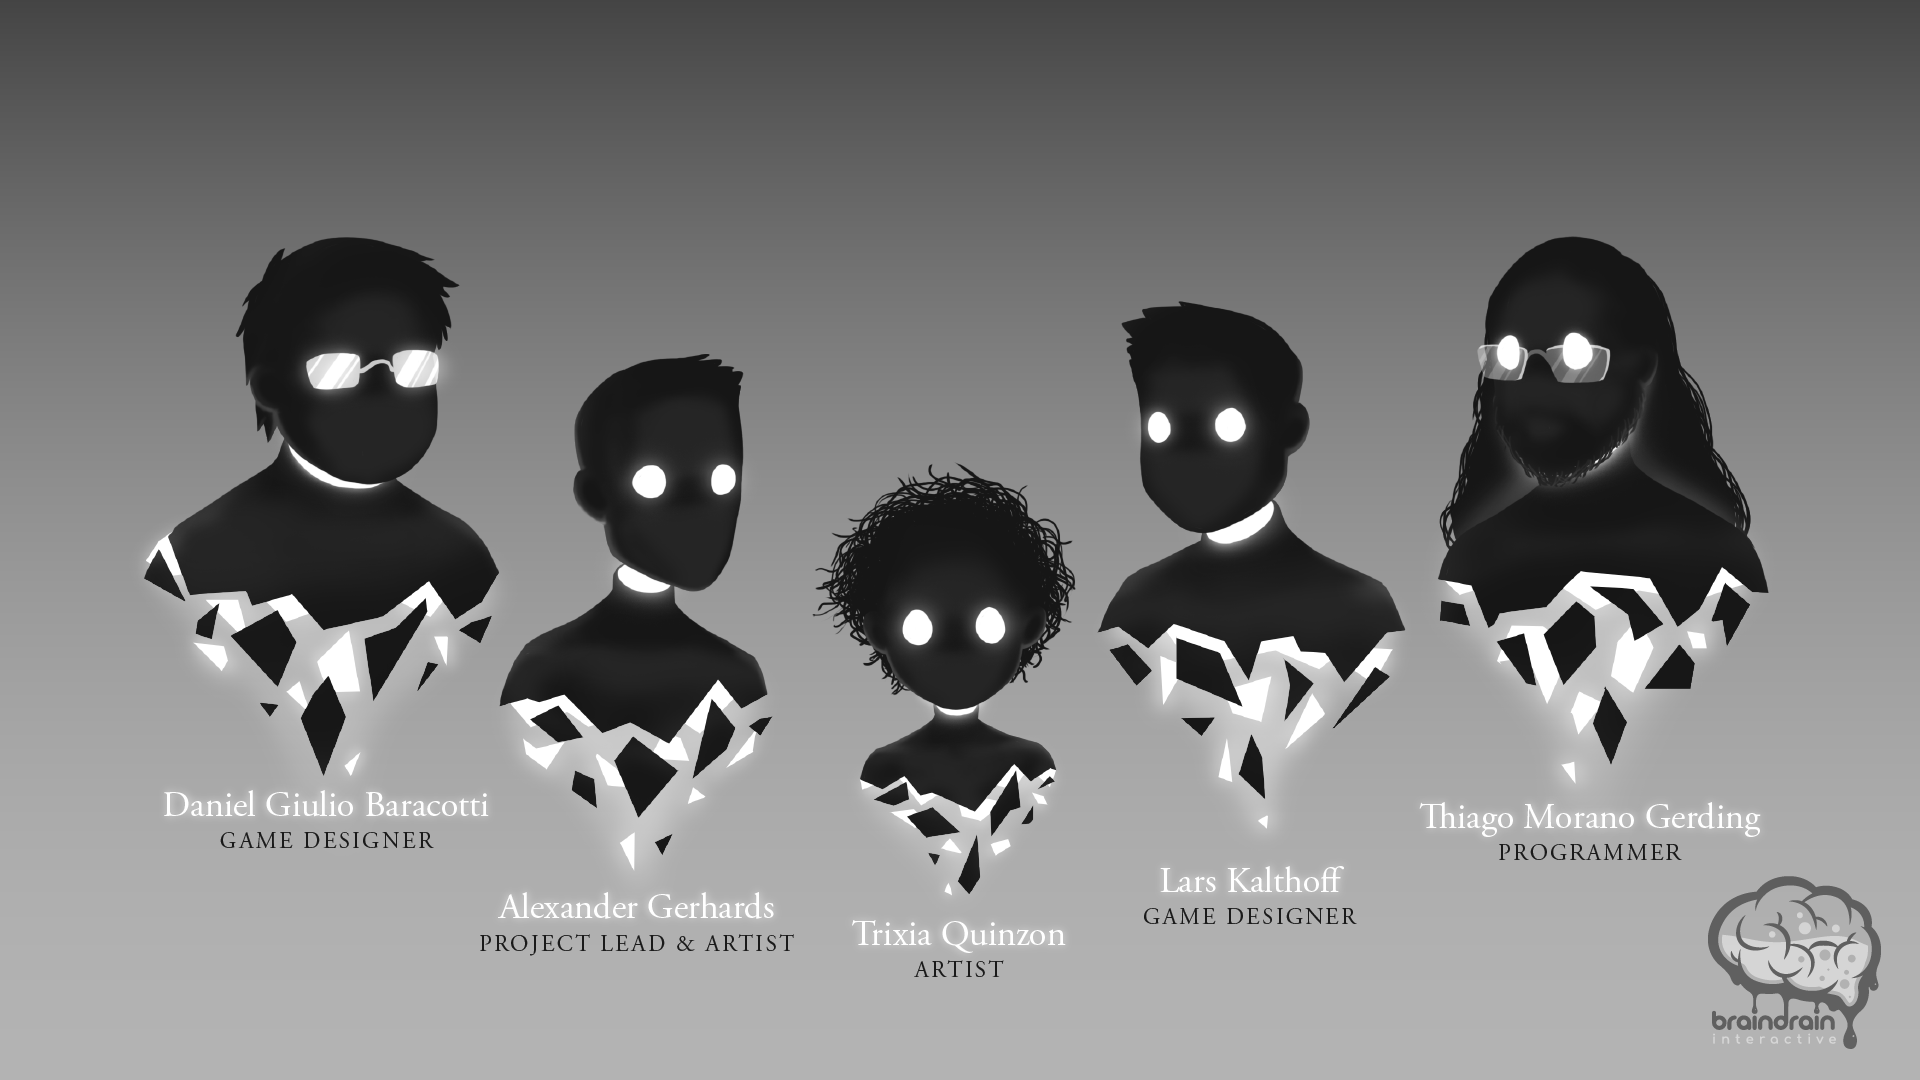 Daniel Giulio Baracotti
GAME DESIGNER
Alexander Gerhards
PROJECT LEAD & ARTIST
Trixia Quinzon
ARTIST
Lars Kalthoff
GAME DESIGNER
Thiago Morano Gerding
PROGRAMMER
braindrain
interactive